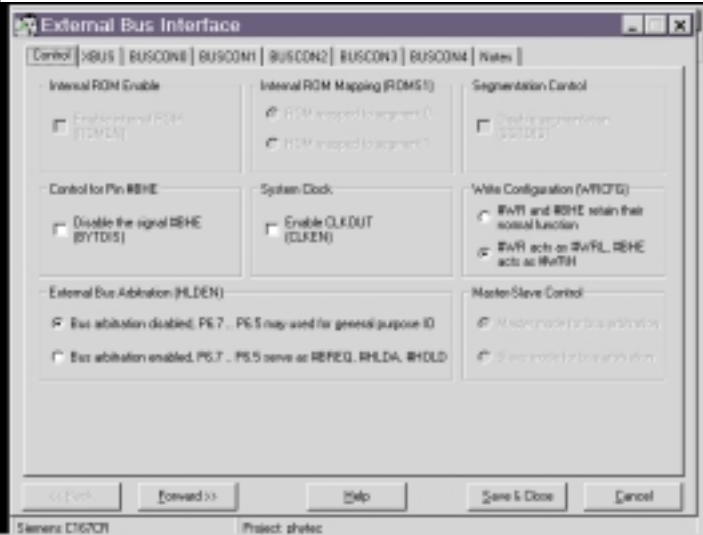 External Bus Interface
Control XBUS BUSCON0 BUSCON1 BUSCON2 BUSCON3 BUSCON4 Notes
Internal ROM Enable
Enable internal ROM
(ROMEN)
Internal ROM Mapping (ROMS1)
ROM mapped to segment 0
ROM mapped to segment 1
Segmentation Control
Disable segmentation
(SGTDIS)
Control for Pin #BHE
Disable the signal #BHE
(BYTDIS)
System Clock
Enable CLKOUT
(CLKEN)
Write Configuration (WRCFG)
#WR and #BHE retain their
normal function
#WR acts as #WRL, #BHE
acts as #WRH
External Bus Arbitration (HLDEN)
Bus arbitration disabled, P6.7 .. P6.5 may used for general purpose IO
Bus arbitration enabled, P6.7 .. P6.5 serve as #BREQ, #HLDA, #HOLD
Master-Slave Control
Master mode for bus arbitration
Slave mode for bus arbitration
<< Back Forward >> Help Save & Close Cancel
Siemens C167CR Project: phytec